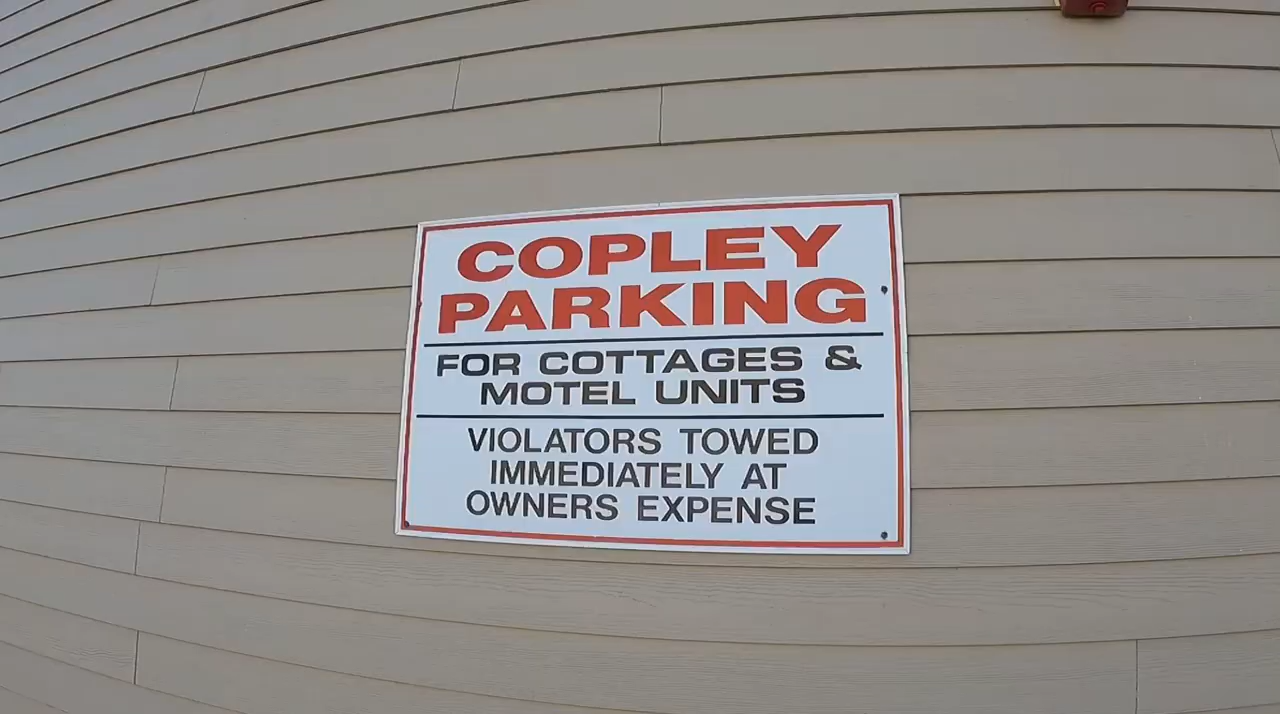 COPLEY
PARKING
FOR COTTAGES &
MOTEL UNITS
VIOLATORS TOWED
IMMEDIATELY AT
OWNERS EXPENSE